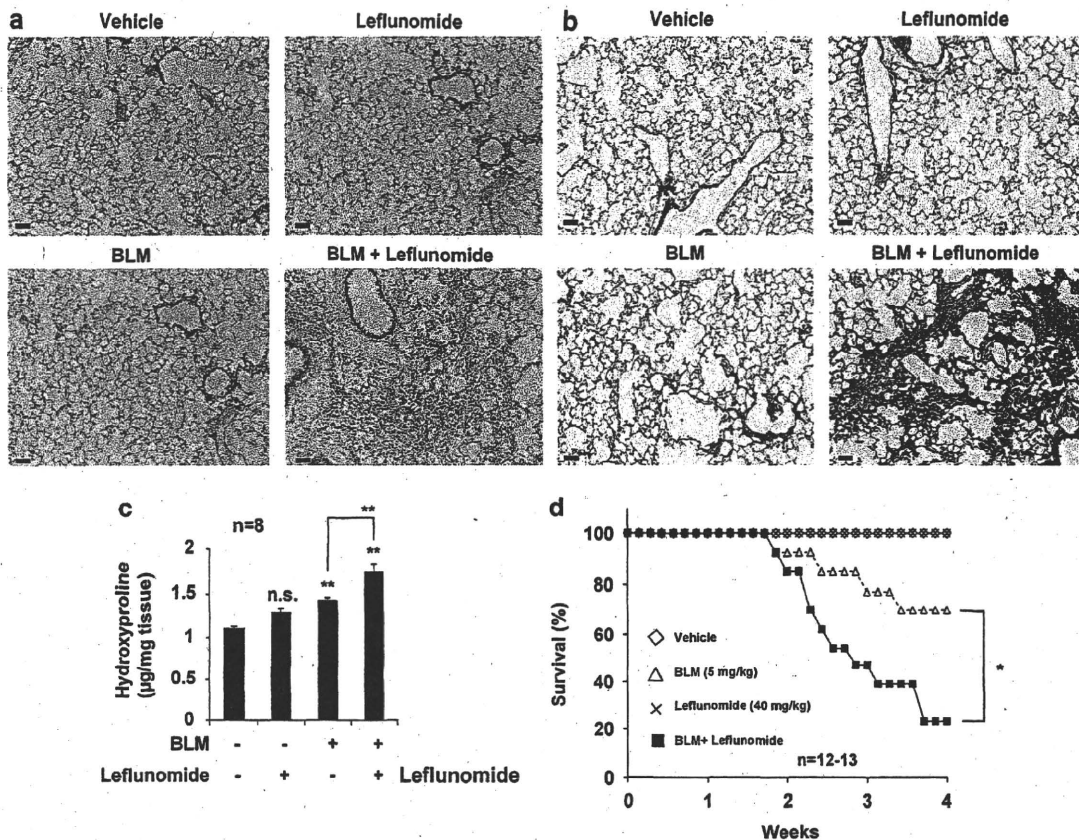 a
Vehicle
Leflunomide
BLM
BLM + Leflunomide
b
Vehicle
Leflunomide
BLM
BLM + Leflunomide
c
n=8
**
n.s.
**
**
Hydroxyproline
(µg/mg tissue)
2
1.5
1
0.5
0
BLM - - + +
Leflunomide - + - + Leflunomide
d
Survival (%)
100
80
60
40
20
0
Vehicle
BLM (5 mg/kg)
Leflunomide (40 mg/kg)
BLM+ Leflunomide
n=12-13
*
0 1 2 3 4
Weeks